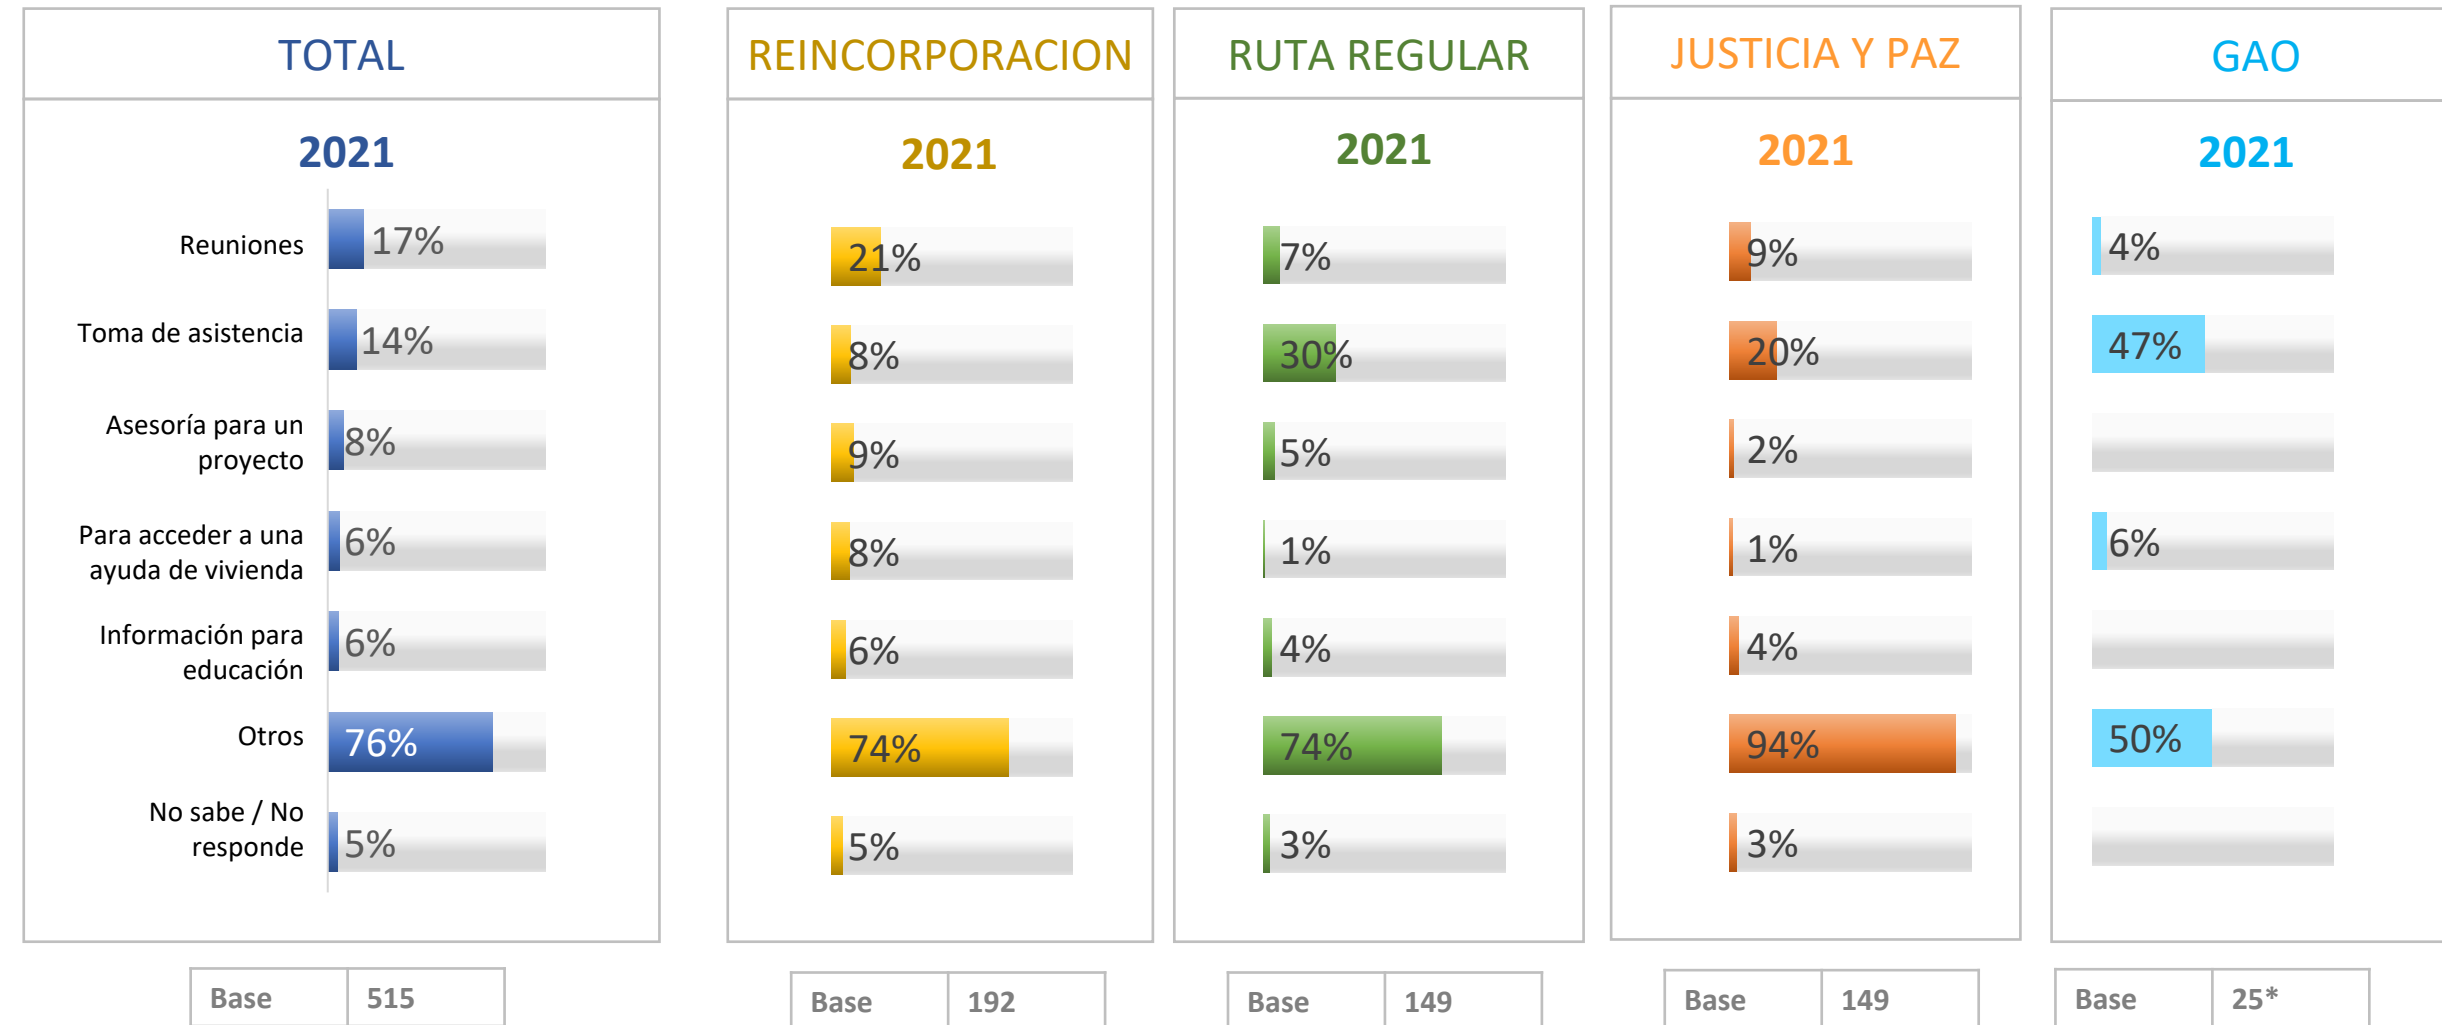 TOTAL
2021
Reuniones
17%
Toma de asistencia
14%
Asesoría para un
proyecto
8%
Para acceder a una
ayuda de vivienda
6%
Información para
educación
6%
Otros
76%
No sabe / No
responde
5%
Base 515
REINCORPORACION
2021
21%
8%
9%
8%
6%
74%
5%
Base 192
RUTA REGULAR
2021
7%
30%
5%
1%
4%
74%
3%
Base 149
JUSTICIA Y PAZ
2021
9%
20%
2%
1%
4%
94%
3%
Base 149
GAO
2021
4%
47%
6%
50%
Base 25*